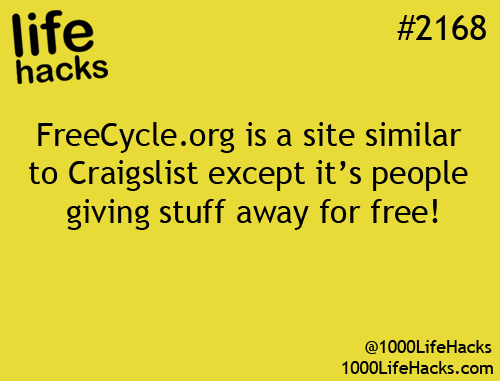 life
hacks
#2168
FreeCycle.org is a site similar
to Craigslist except it’s people
giving stuff away for free!
@1000LifeHacks
1000LifeHacks.com